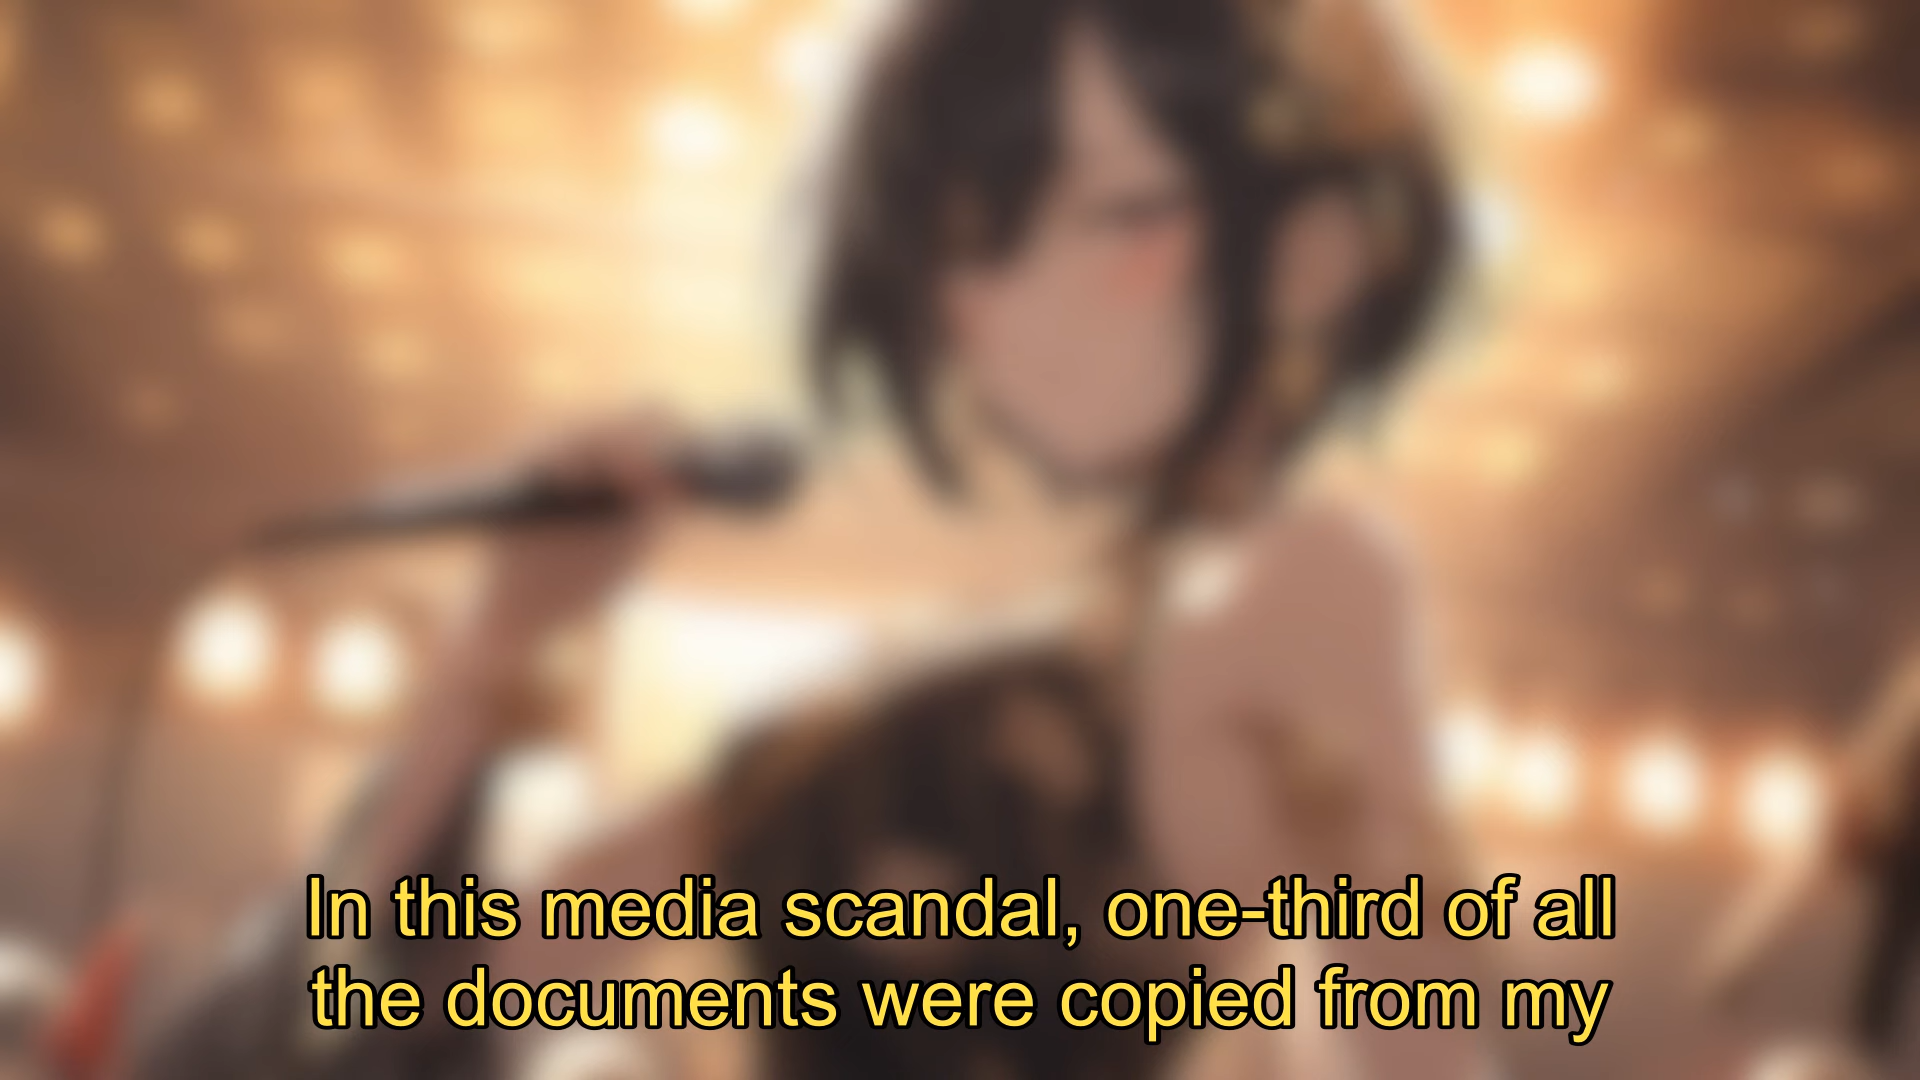 In this media scandal, one-third of all
the documents were copied from my